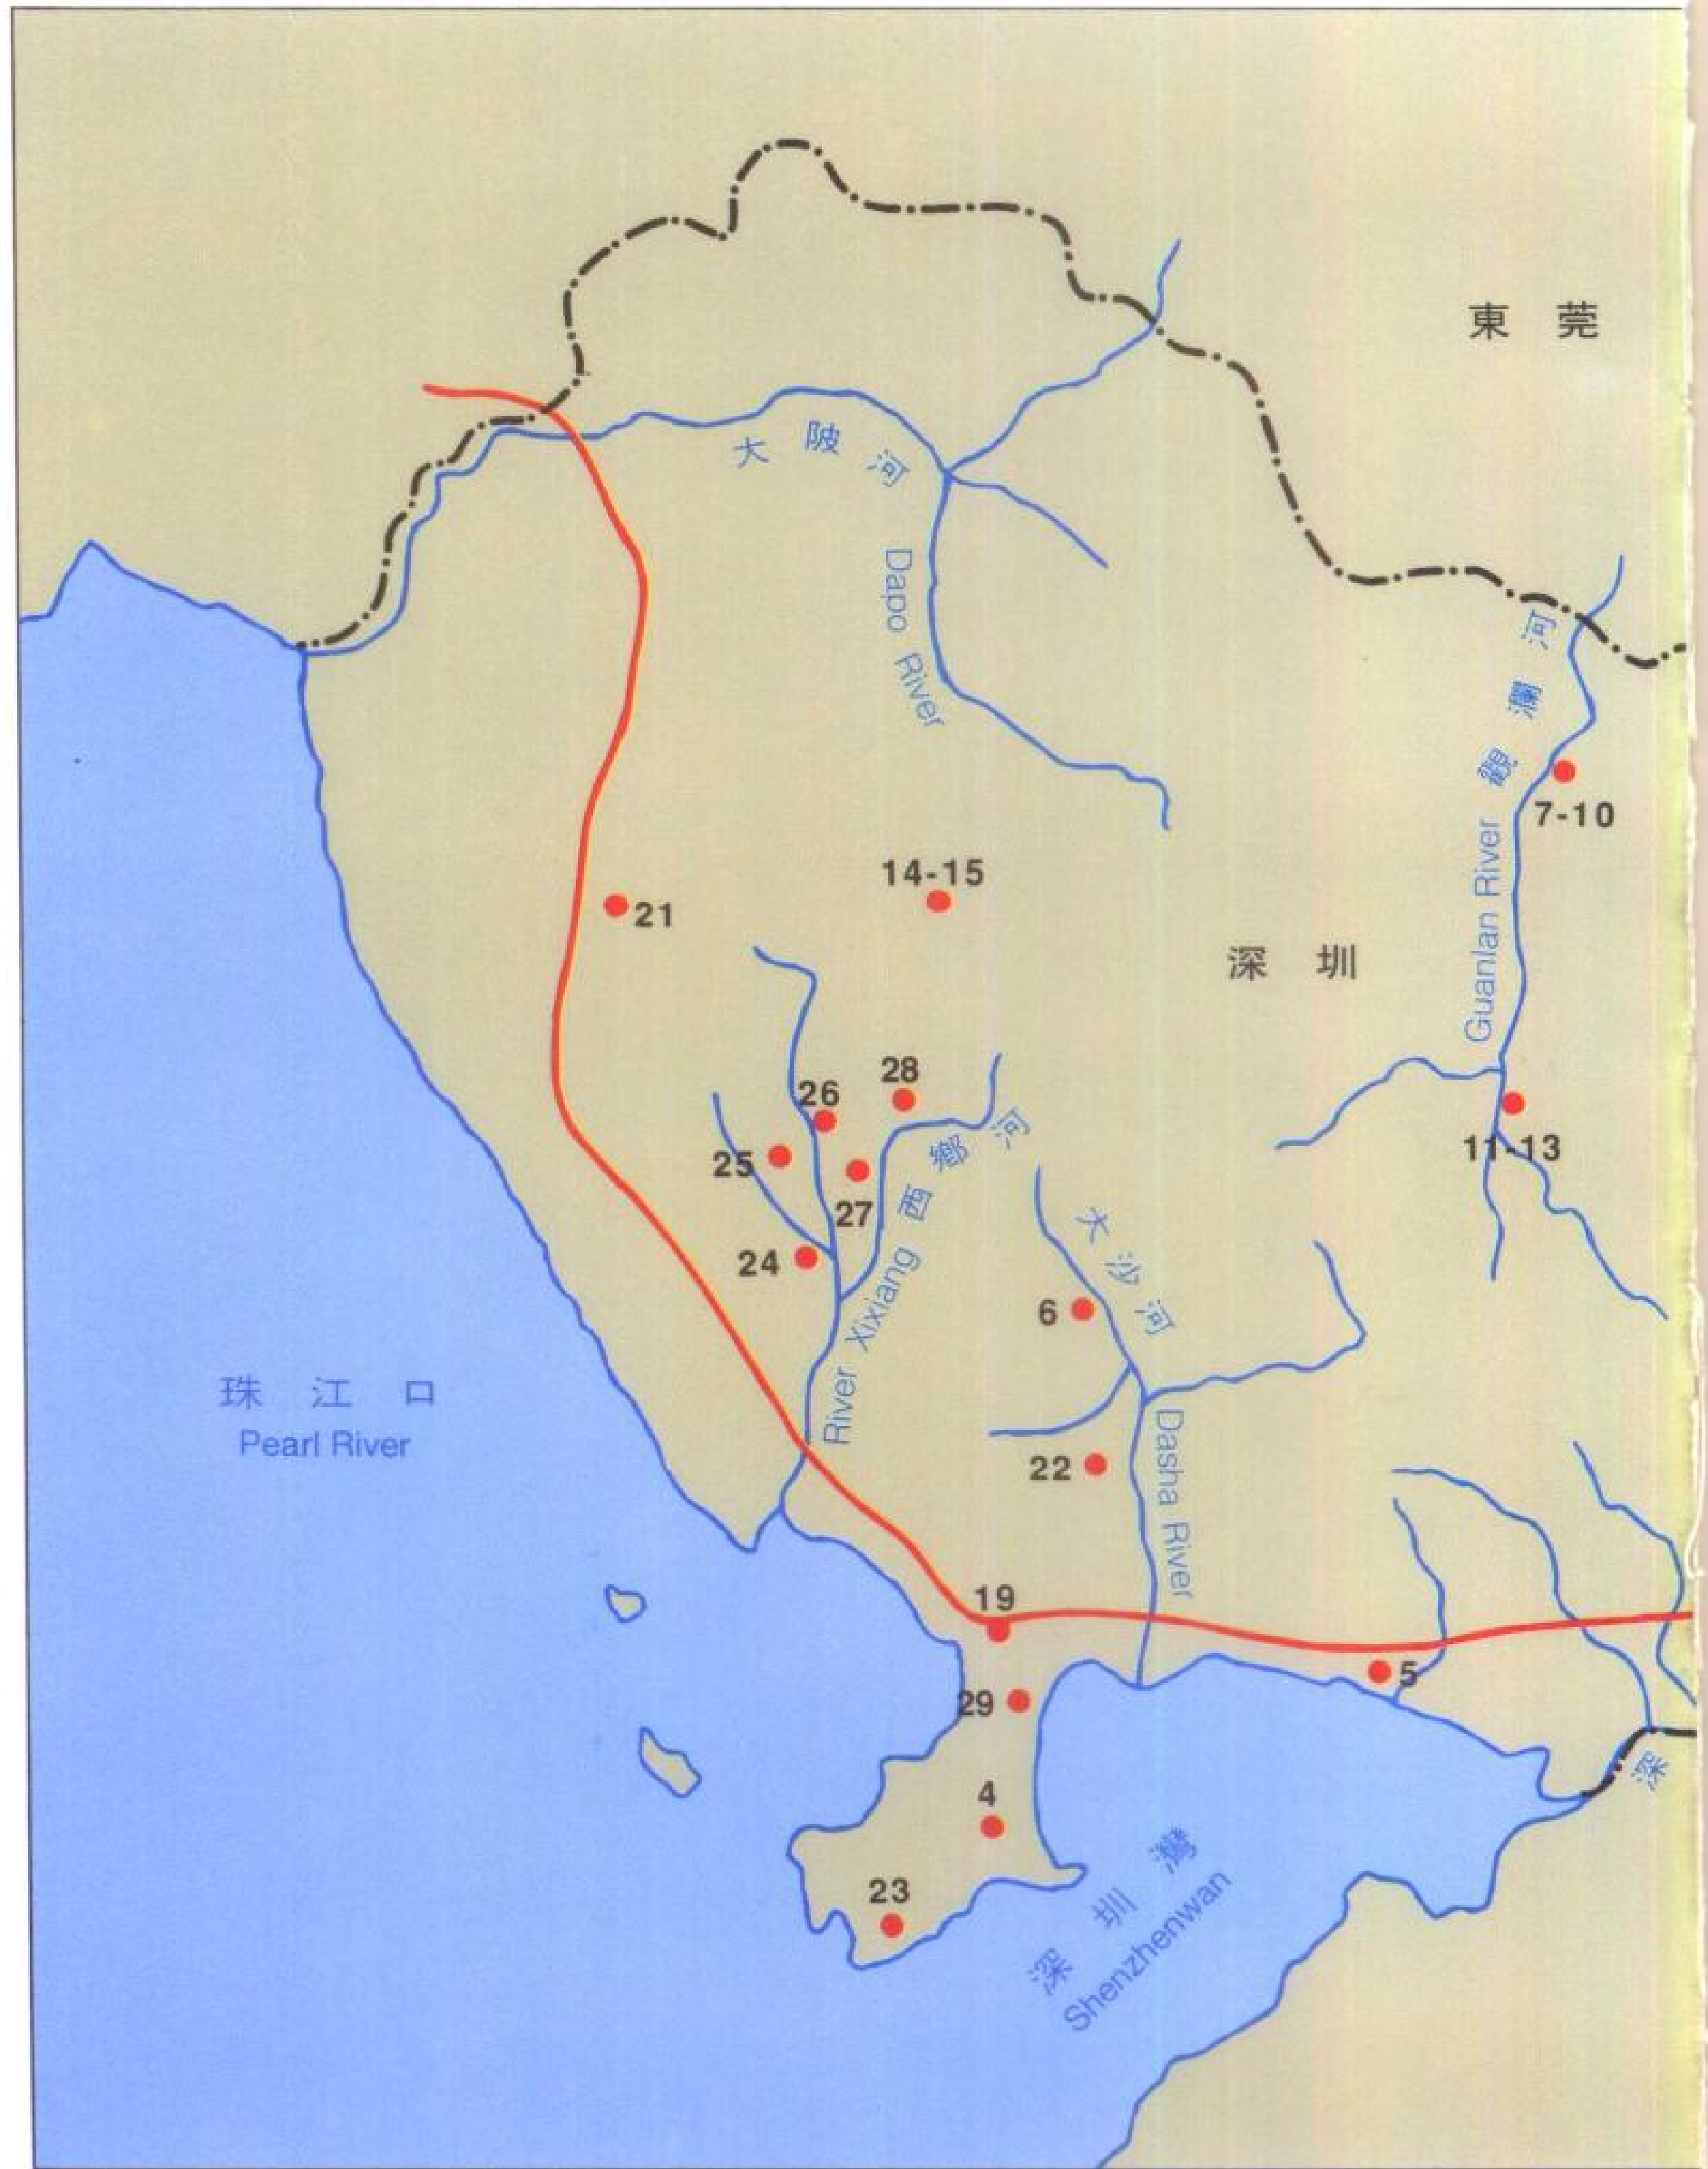 東 莞
大 陂 河
Dapo River
觀 瀾 河
Guanlan River
7-10
14-15
21
深 圳
28
26
25
27
24
11-13
西 鄉 河
River Xixiang
大 沙 河
6
Dasha River
22
珠 江 口
Pearl River
19
5
29
深
4
23
深 圳 灣
Shenzhenwan